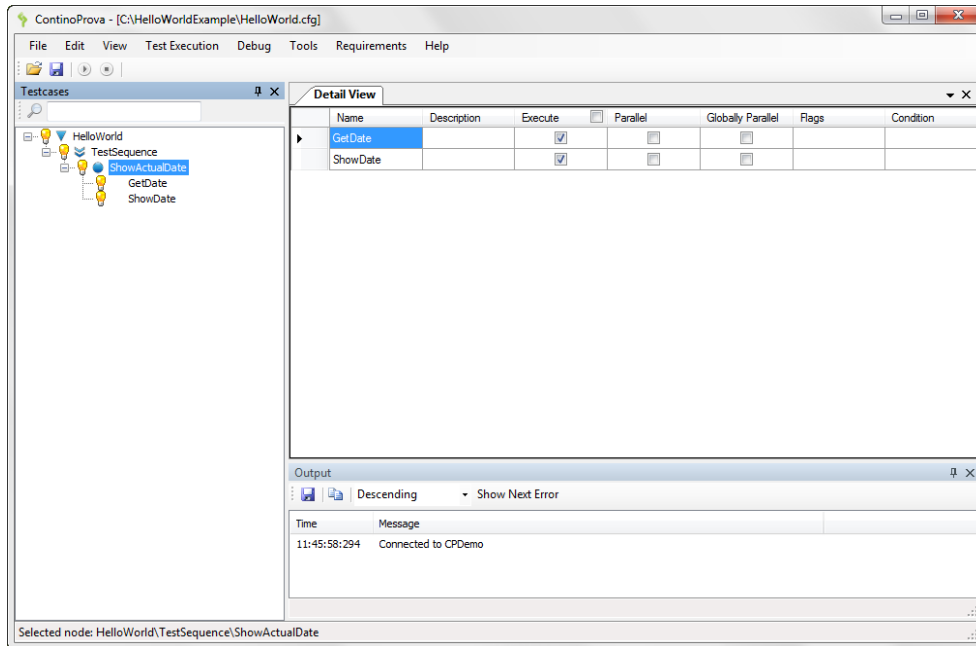 ContinoProva - [C:\HelloWorldExample\HelloWorld.cfg]
File Edit View Test Execution Debug Tools Requirements Help
Testcases
HelloWorld
TestSequence
ShowActualDate
GetDate
ShowDate
Detail View
Name Description Execute Parallel Globally Parallel Flags Condition
GetDate
ShowDate
Output
Descending Show Next Error
Time Message
11:45:58:294 Connected to CPDemo
Selected node: HelloWorld\TestSequence\ShowActualDate